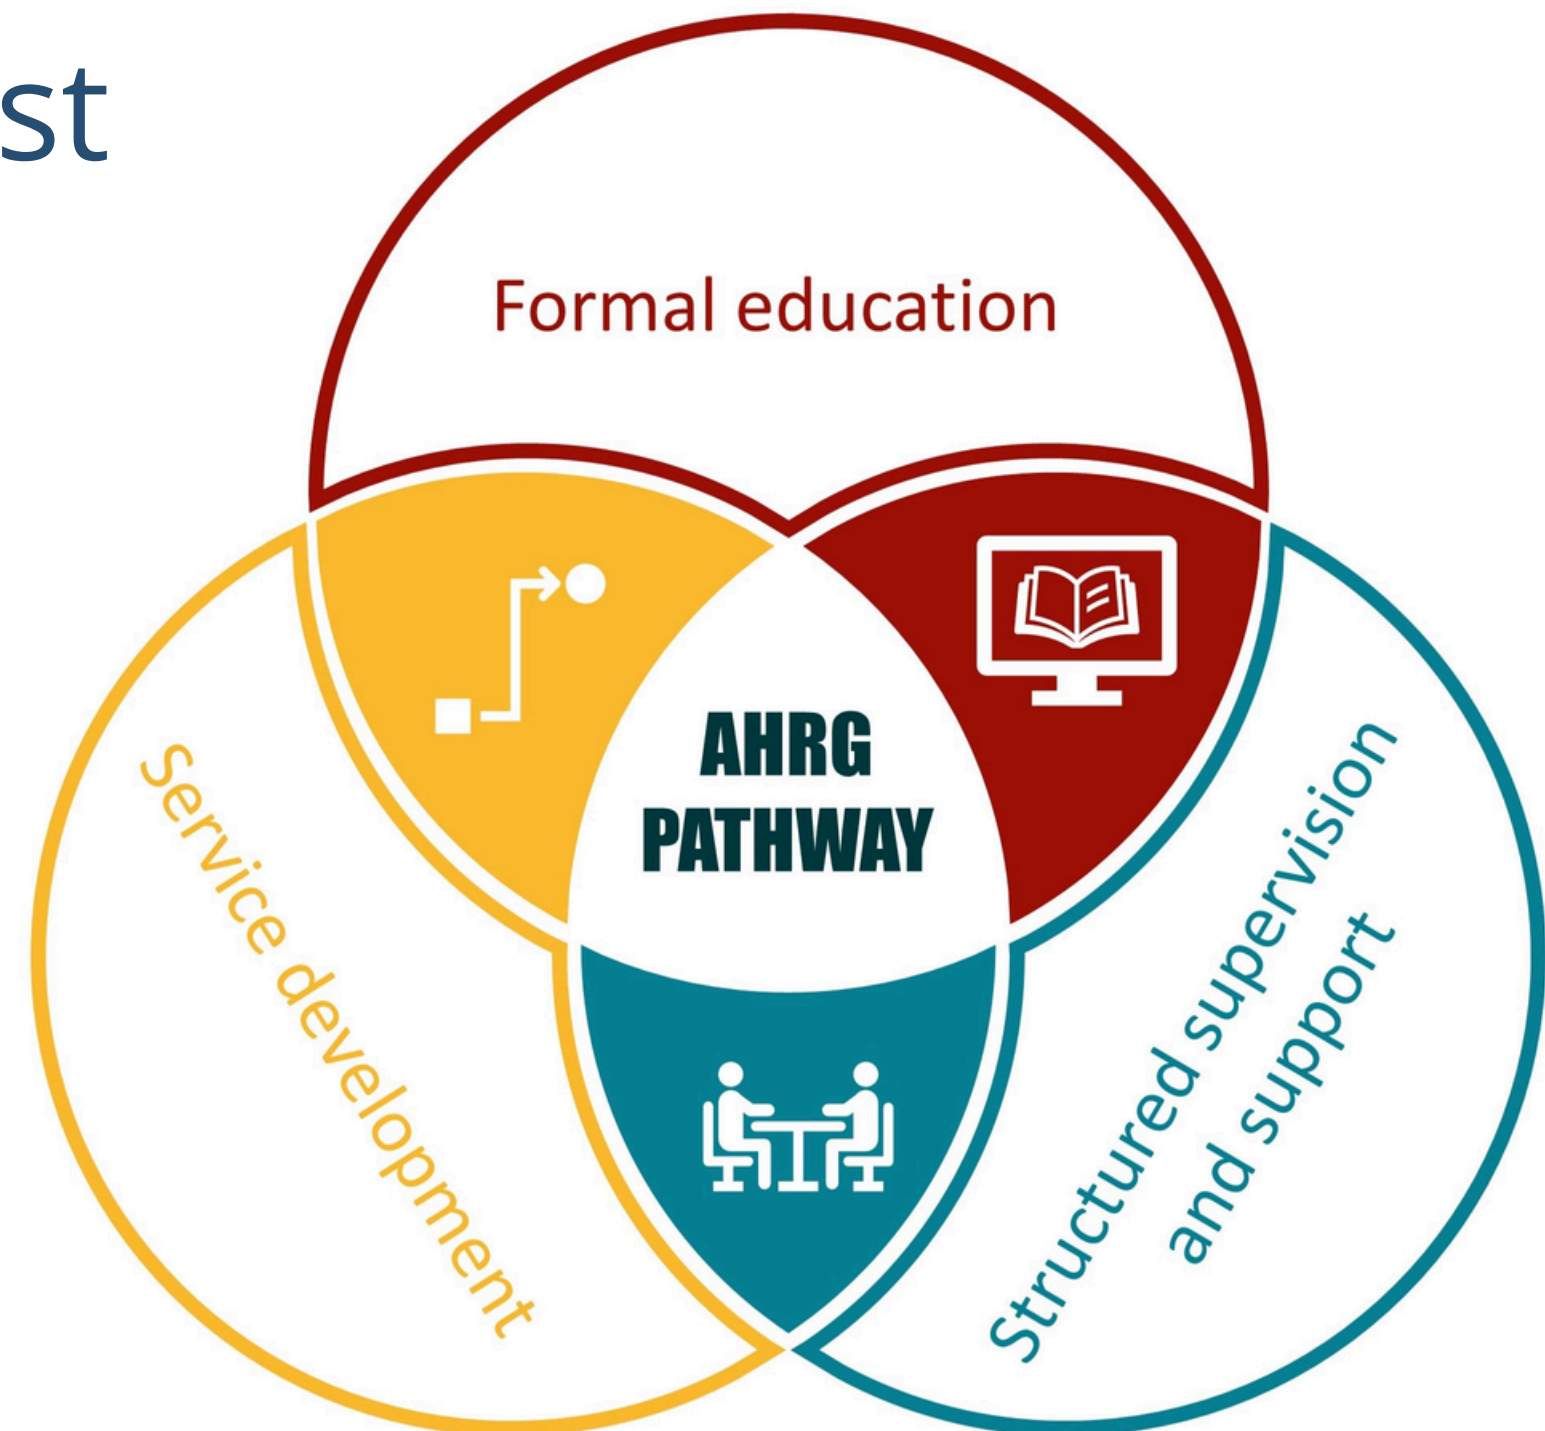 st
Formal education
AHRG
PATHWAY
Service development
Structured supervision
and support